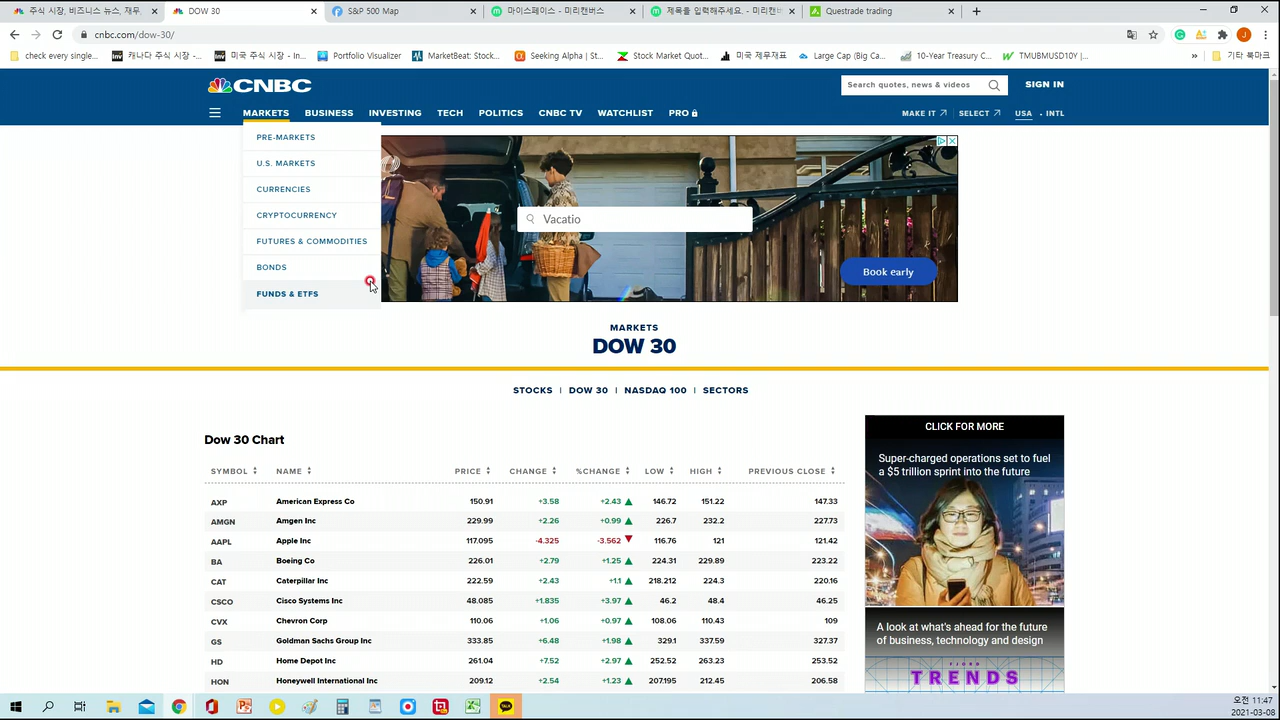 주식 시장, 비즈니스 뉴스, 재무,
DOW 30
S&P 500 Map
마이스페이스 - 미리캔버스
제목을 입력해주세요. - 미리캔버
Questrade trading
cnbc.com/dow-30/
J
check every single...
캐나다 주식 시장 -...
미국 주식 시장 - In...
Portfolio Visualizer
MarketBeat: Stock...
Seeking Alpha | St...
Stock Market Quot...
미국 재무제표
Large Cap (Big Ca...
10-Year Treasury C...
TMUBMUSD10Y |...
»
기타 북마크
CNBC
Search quotes, news & videos
SIGN IN
MARKETS
BUSINESS
INVESTING
TECH
POLITICS
CNBC TV
WATCHLIST
PRO
MAKE IT
SELECT
USA
• INTL
PRE-MARKETS
U.S. MARKETS
CURRENCIES
CRYPTOCURRENCY
FUTURES & COMMODITIES
BONDS
FUNDS & ETFS
Vacatio
Book early
MARKETS
DOW 30
STOCKS | DOW 30 | NASDAQ 100 | SECTORS
Dow 30 Chart
SYMBOL NAME PRICE CHANGE %CHANGE LOW HIGH PREVIOUS CLOSE
AXP American Express Co 150.91 +3.58 +2.43 146.72 151.22 147.33
AMGN Amgen Inc 229.99 +2.26 +0.99 226.7 232.2 227.73
AAPL Apple Inc 117.095 -4.325 -3.562 116.76 121 121.42
BA Boeing Co 226.01 +2.79 +1.25 224.31 229.89 223.22
CAT Caterpillar Inc 222.59 +2.43 +1.1 218.212 224.3 220.16
CSCO Cisco Systems Inc 48.085 +1.835 +3.97 46.2 48.4 46.25
CVX Chevron Corp 110.06 +1.06 +0.97 108.06 110.43 109
GS Goldman Sachs Group Inc 333.85 +6.48 +1.98 329.1 337.59 327.37
HD Home Depot Inc 261.04 +7.52 +2.97 252.52 263.23 253.52
HON Honeywell International Inc 209.12 +2.54 +1.23 207.195 212.45 206.58
CLICK FOR MORE
Super-charged operations set to fuel
a $5 trillion sprint into the future
A look at what's ahead for the future
of business, technology and design
FJORD
TRENDS
TALK
오전 11:47
2021-03-08